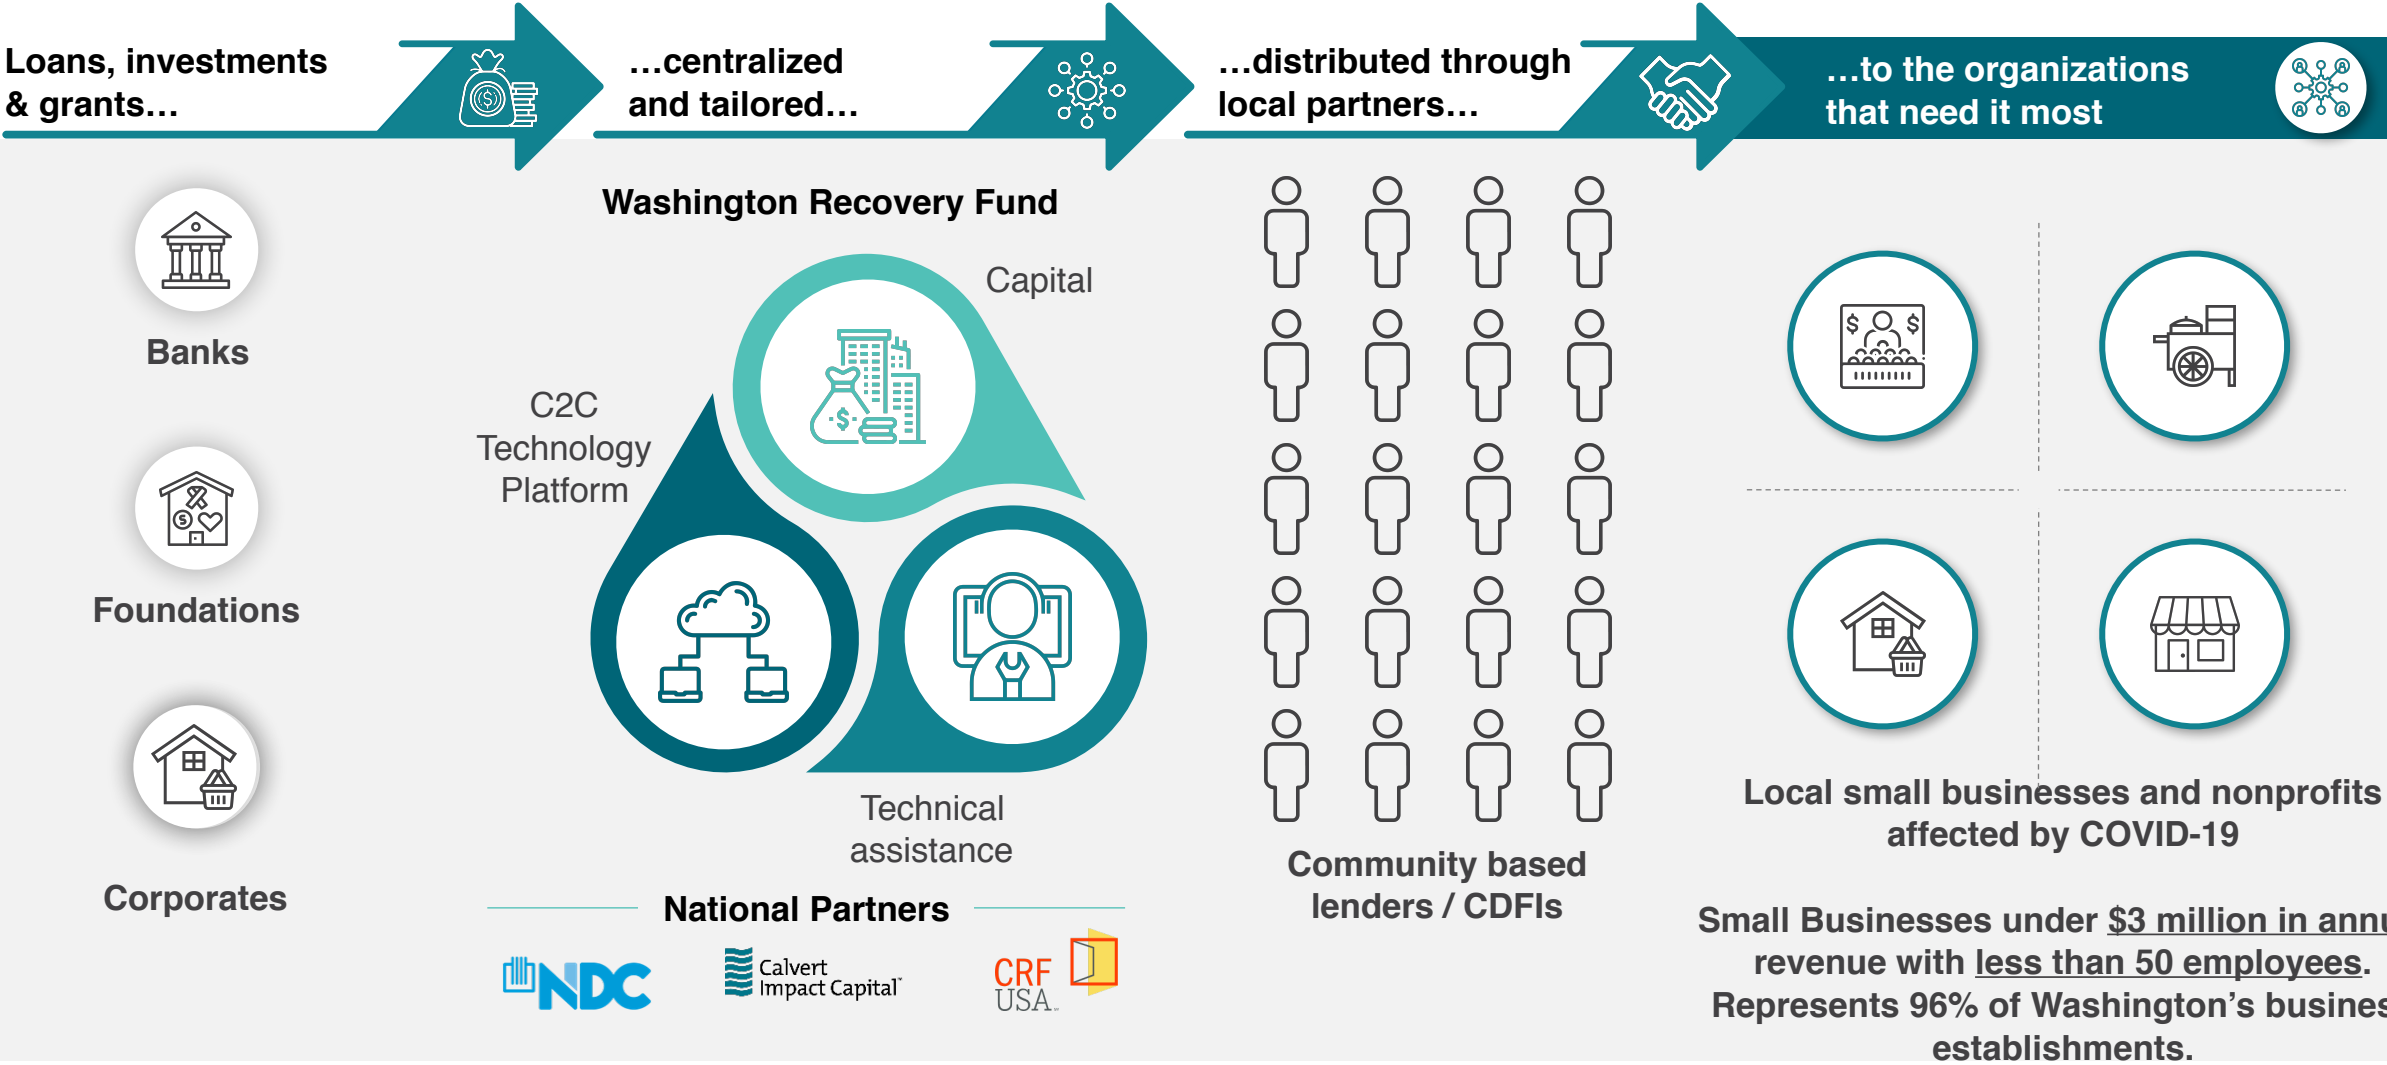 Loans, investments
& grants...
...centralized
and tailored...
...distributed through
local partners...
...to the organizations
that need it most
Banks
Foundations
Corporates
Washington Recovery Fund
Capital
C2C
Technology
Platform
Technical
assistance
National Partners
NDC
Calvert
Impact Capital™
CRF
USA
Community based
lenders / CDFIs
Local small businesses and nonprofits
affected by COVID-19
Small Businesses under $3 million in annu
revenue with less than 50 employees.
Represents 96% of Washington's busines
establishments.